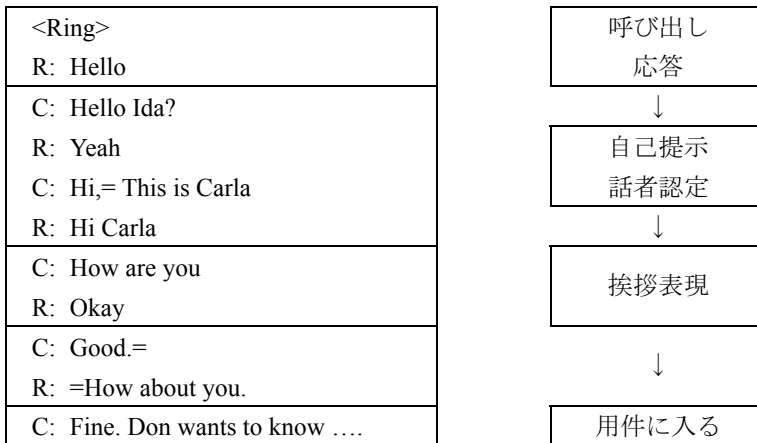 <Ring>
R: Hello
C: Hello Ida?
R: Yeah
C: Hi,= This is Carla
R: Hi Carla
C: How are you
R: Okay
C: Good.=
R: =How about you.
C: Fine. Don wants to know ….
呼び出し
応答
↓
自己提示
話者認定
↓
挨拶表現
↓
用件に入る